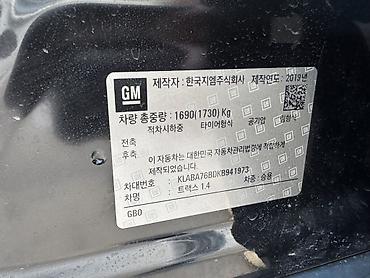 GM
제작자 : 한국지엠주식회사 제작연도 : 2019년
차량 총중량 : 1690(1730) Kg
적차시하중 타이어형식 공기압 림형식
전축
후축
이 자동차는 대한민국 자동차관리법령에 적합하게
제작되었습니다.
차대번호 : KLABA76BDKB941973
차명 : 트랙스 1.4 차종 : 승용
GB0